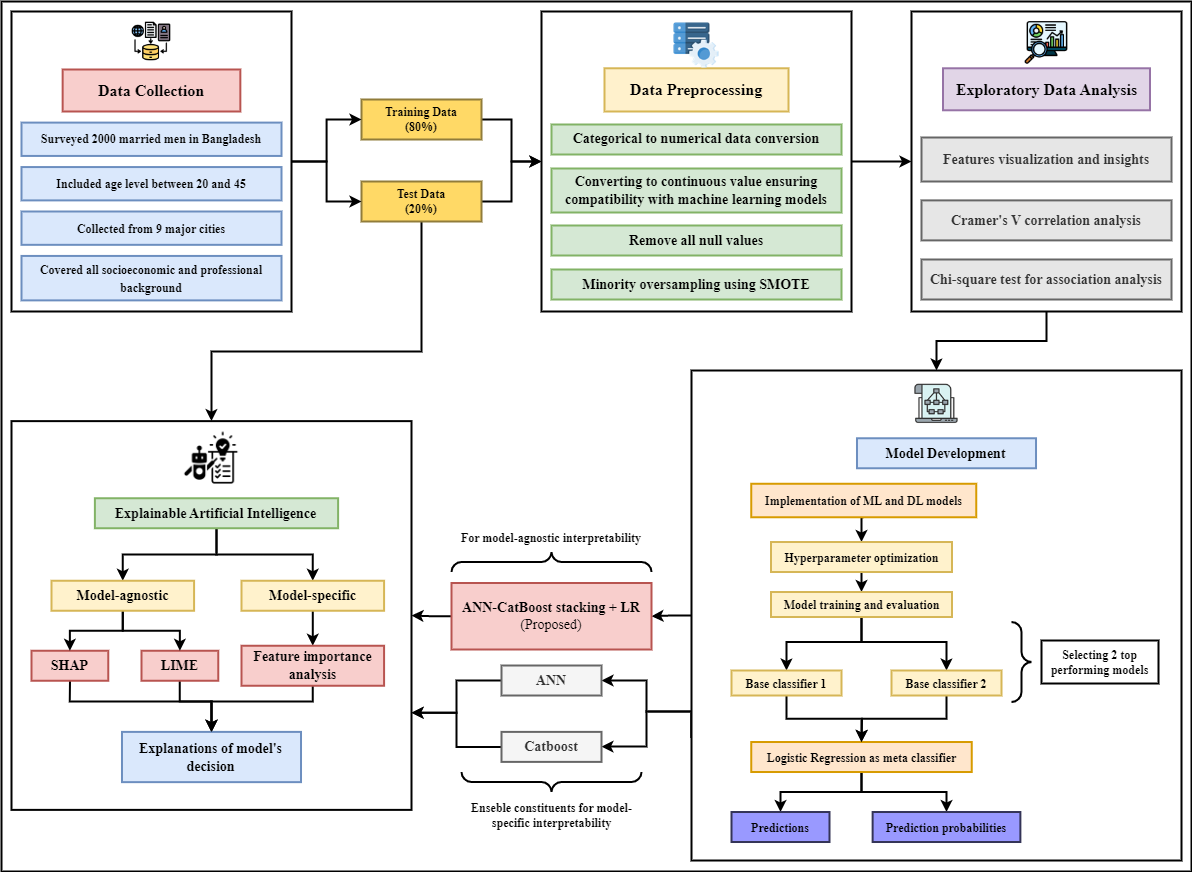 Data Collection
Surveyed 2000 married men in Bangladesh
Included age level between 20 and 45
Collected from 9 major cities
Covered all socioeconomic and professional
background
Training Data
(80%)
Test Data
(20%)
Data Preprocessing
Categorical to numerical data conversion
Converting to continuous value ensuring
compatibility with machine learning models
Remove all null values
Minority oversampling using SMOTE
Exploratory Data Analysis
Features visualization and insights
Cramer's V correlation analysis
Chi-square test for association analysis
Model Development
Implementation of ML and DL models
Hyperparameter optimization
Model training and evaluation
Base classifier 1
Base classifier 2
Selecting 2 top
performing models
Logistic Regression as meta classifier
Predictions
Prediction probabilities
For model-agnostic interpretability
ANN-CatBoost stacking + LR
(Proposed)
ANN
Catboost
Enseble constituents for model-
specific interpretability
Explainable Artificial Intelligence
Model-agnostic
Model-specific
SHAP
LIME
Feature importance
analysis
Explanations of model's
decision